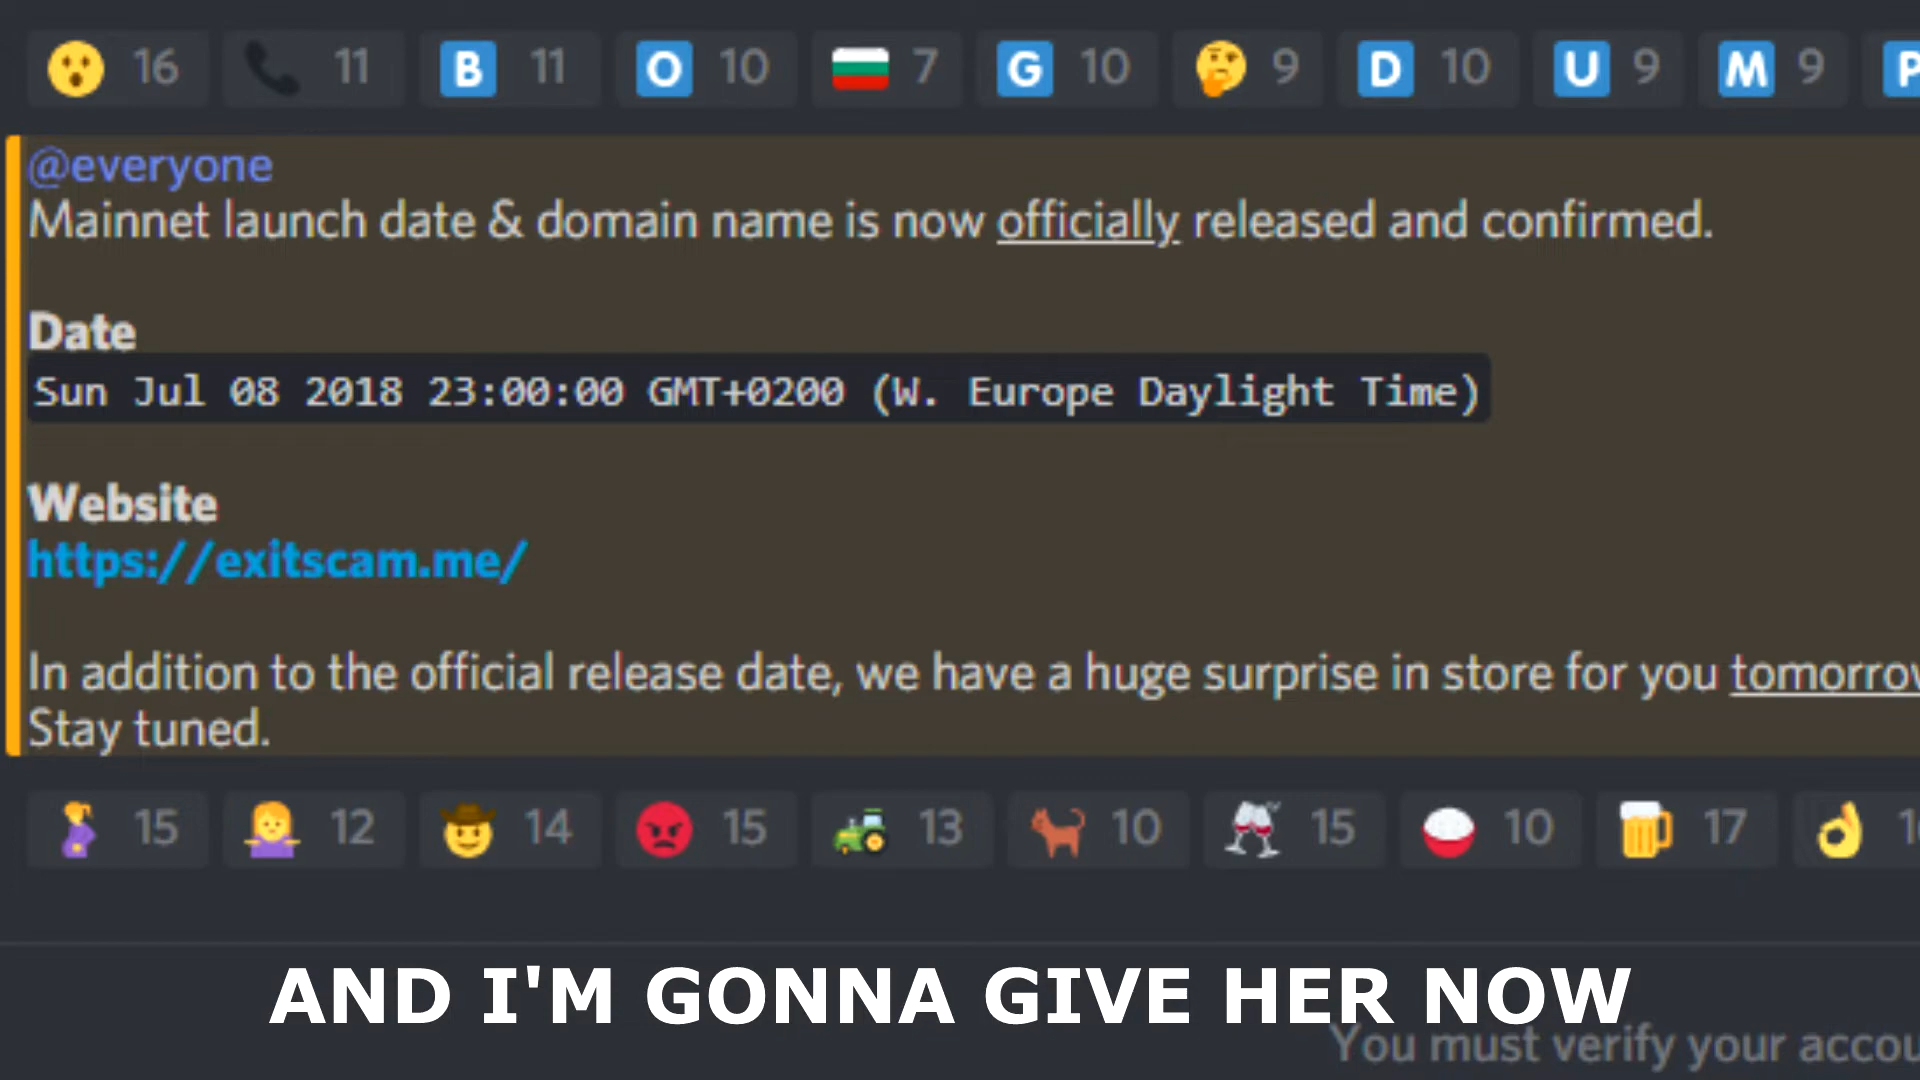 16 11 B 11 O 10 7 G 10 9 D 10 U 9 M 9 P
@everyone
Mainnet launch date & domain name is now officially released and confirmed.
Date
Sun Jul 08 2018 23:00:00 GMT+0200 (W. Europe Daylight Time)
Website
https://exitscam.me/
In addition to the official release date, we have a huge surprise in store for you tomorrow
Stay tuned.
15 12 14 15 13 10 15 10 17
AND I'M GONNA GIVE HER NOW
You must verify your accou